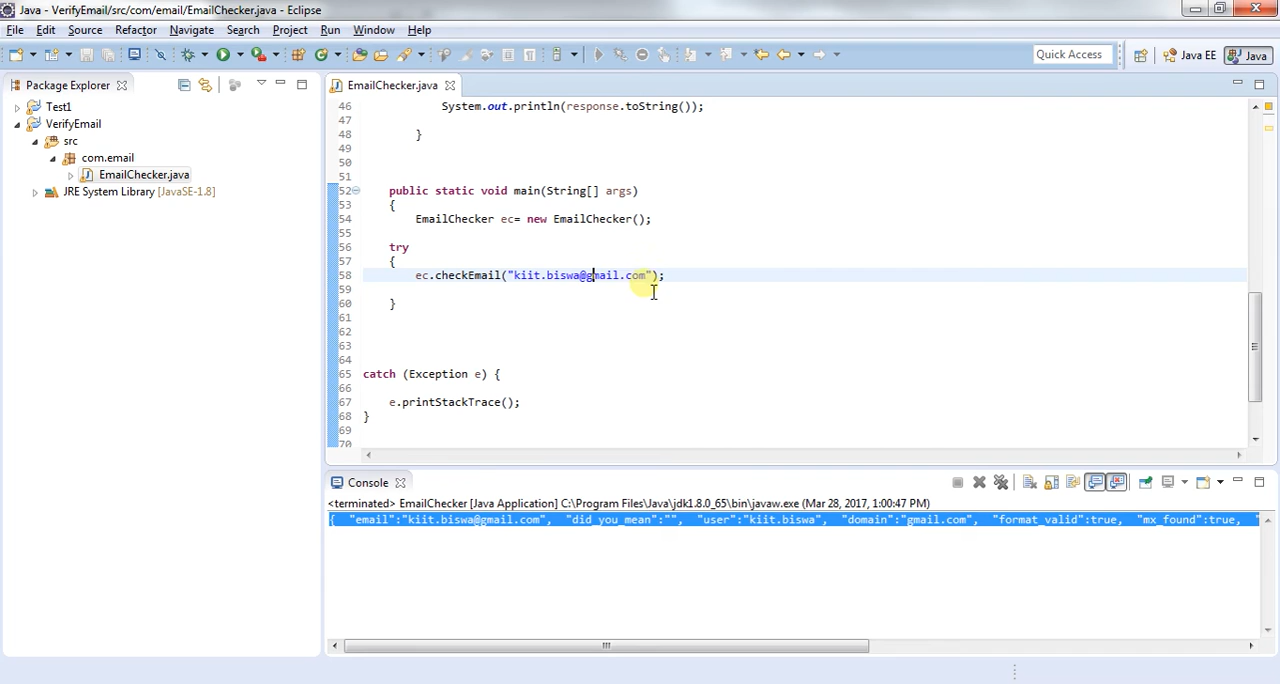 Java - VerifyEmail/src/com/email/EmailChecker.java - Eclipse
File Edit Source Refactor Navigate Search Project Run Window Help
Quick Access Java EE Java
Package Explorer
Test1
VerifyEmail
src
com.email
EmailChecker.java
JRE System Library [JavaSE-1.8]
EmailChecker.java
46 System.out.println(response.toString());
47
48 }
49
50
51
52 public static void main(String[] args)
53 {
54 EmailChecker ec= new EmailChecker();
55
56 try
57 {
58 ec.checkEmail("kiit.biswa@gmail.com");
59
60 }
61
62
63
64
65 catch (Exception e) {
66
67 e.printStackTrace();
68 }
69
70
Console
<terminated> EmailChecker [Java Application] C:\Program Files\Java\jdk1.8.0_65\bin\javaw.exe (Mar 28, 2017, 1:00:47 PM)
{ "email":"kiit.biswa@gmail.com", "did_you_mean":"", "user":"kiit.biswa", "domain":"gmail.com", "format_valid":true, "mx_found":true, "